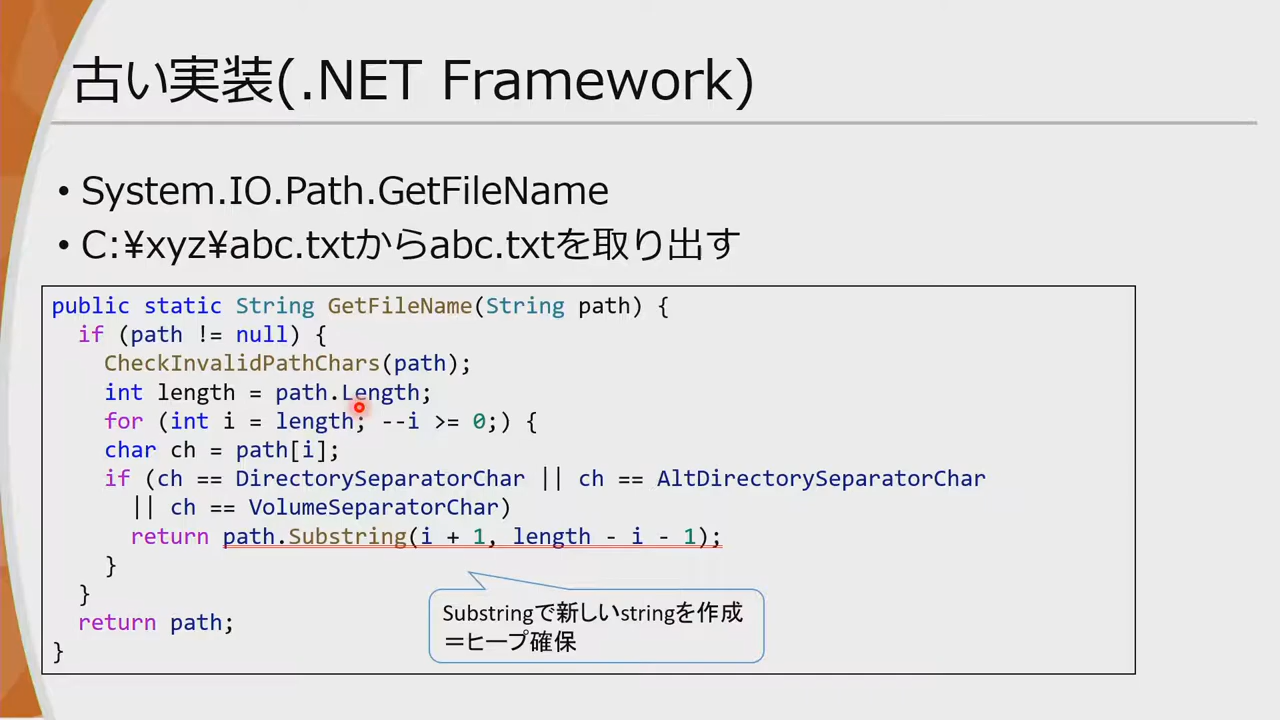 古い実装(.NET Framework)
• System.IO.Path.GetFileName
• C:¥xyz¥abc.txtからabc.txtを取り出す
public static String GetFileName(String path) {
if (path != null) {
CheckInvalidPathChars(path);
int length = path.Length;
for (int i = length; --i >= 0;) {
char ch = path[i];
if (ch == DirectorySeparatorChar || ch == AltDirectorySeparatorChar
|| ch == VolumeSeparatorChar)
return path.Substring(i + 1, length - i - 1);
}
}
return path;
}
Substringで新しいstringを作成
＝ヒープ確保